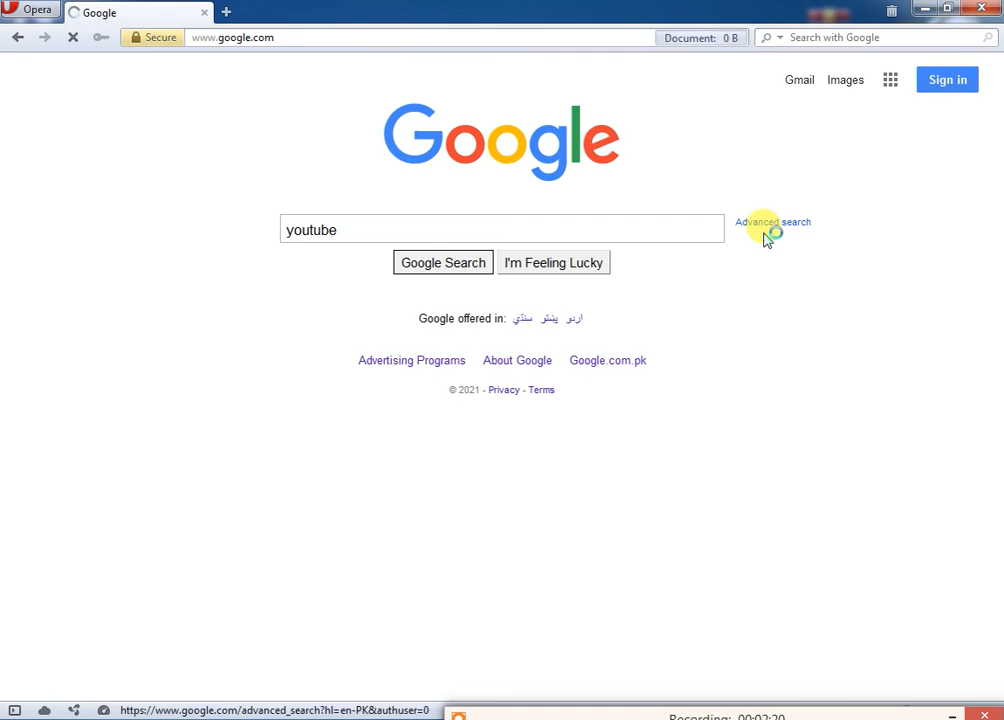 Opera
Google
Secure www.google.com Document: 0 B Search with Google
Gmail Images Sign in
Google
youtube Advanced search
Google Search I'm Feeling Lucky
Google offered in: اردو پښتو سنڌي
Advertising Programs About Google Google.com.pk
© 2021 - Privacy - Terms
https://www.google.com/advanced_search?hl=en-PK&authuser=0
Recording: 00:02:20